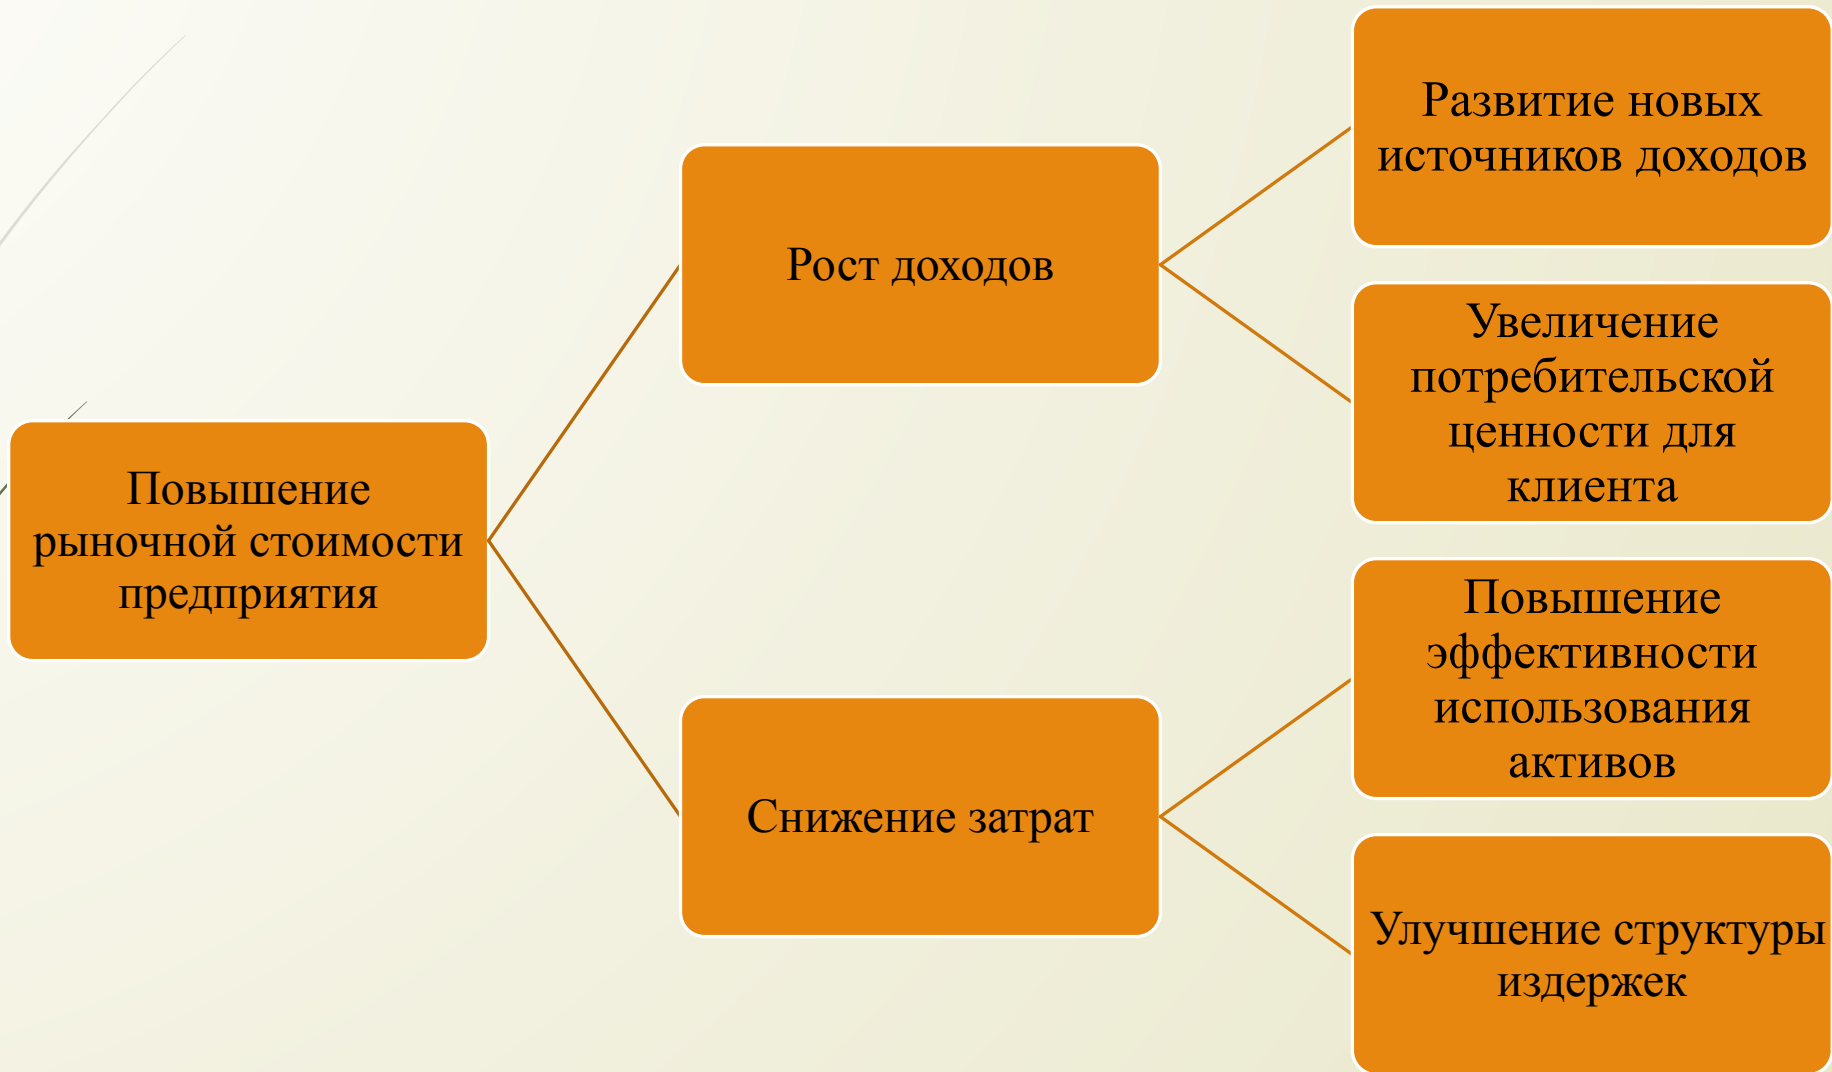 Повышение
рыночной стоимости
предприятия
Рост доходов
Снижение затрат
Развитие новых
источников доходов
Увеличение
потребительской
ценности для
клиента
Повышение
эффективности
использования
активов
Улучшение структуры
издержек